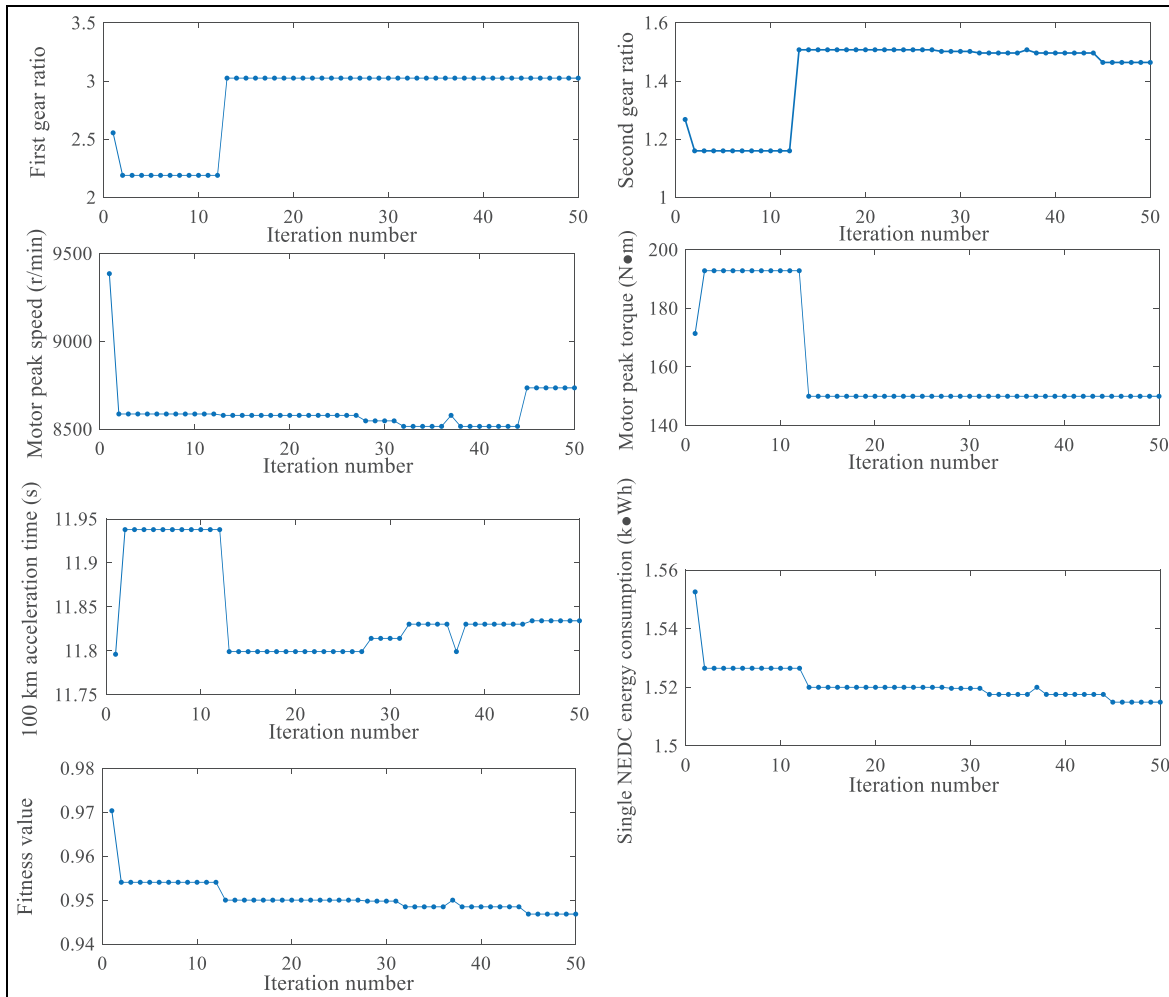 First gear ratio
3.5
3
2.5
2
0 10 20 30 40 50
Iteration number
Second gear ratio
1.6
1.4
1.2
1
0 10 20 30 40 50
Iteration number
Motor peak speed (r/min)
9500
9000
8500
0 10 20 30 40 50
Iteration number
Motor peak torque (N●m)
200
180
160
140
0 10 20 30 40 50
Iteration number
100 km acceleration time (s)
11.95
11.9
11.85
11.8
11.75
0 10 20 30 40 50
Iteration number
Single NEDC energy consumption (k●Wh)
1.56
1.54
1.52
1.5
0 10 20 30 40 50
Iteration number
Fitness value
0.98
0.97
0.96
0.95
0.94
0 10 20 30 40 50
Iteration number